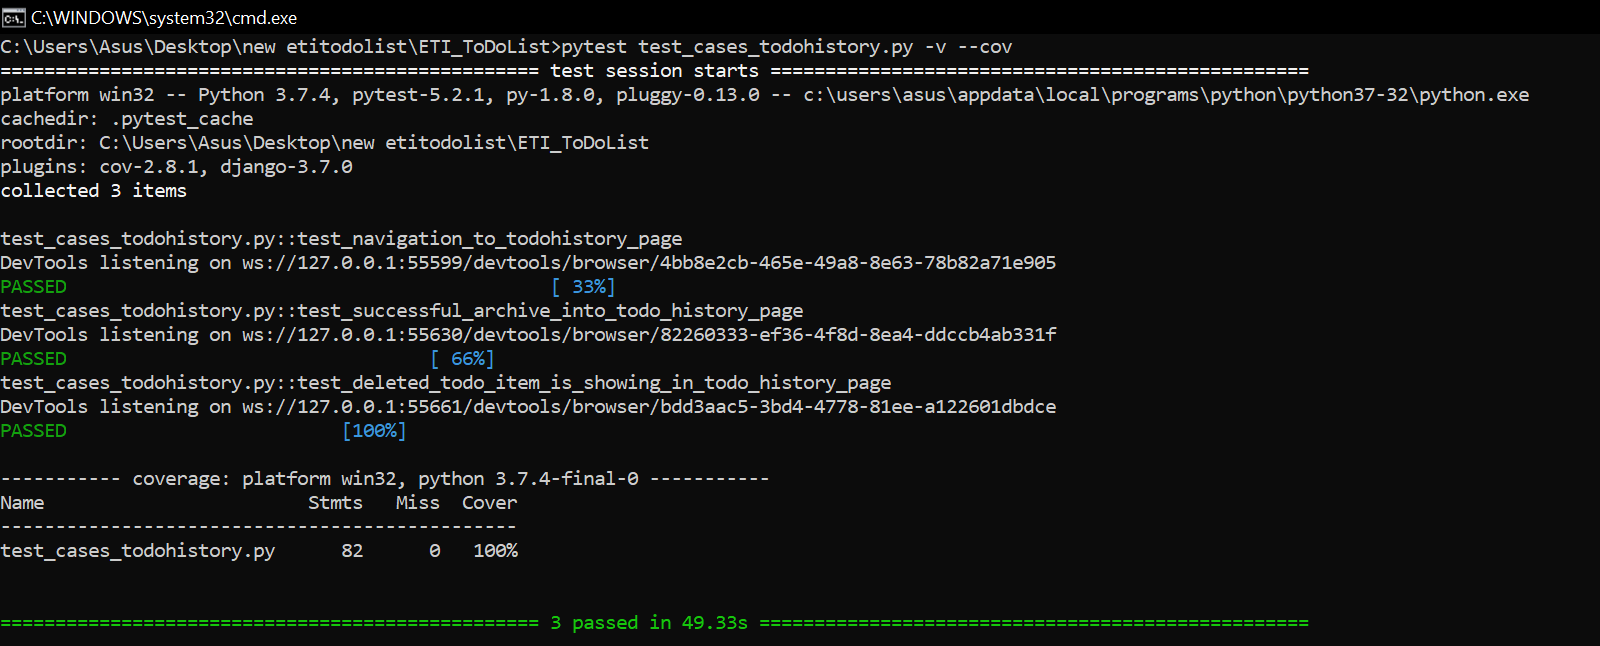 C:\WINDOWS\system32\cmd.exe
C:\Users\Asus\Desktop\new etitodolist\ETI_ToDoList>pytest test_cases_todohistory.py -v --cov
================================================= test session starts =================================================
platform win32 -- Python 3.7.4, pytest-5.2.1, py-1.8.0, pluggy-0.13.0 -- c:\users\asus\appdata\local\programs\python\python37-32\python.exe
cachedir: .pytest_cache
rootdir: C:\Users\Asus\Desktop\new etitodolist\ETI_ToDoList
plugins: cov-2.8.1, django-3.7.0
collected 3 items
test_cases_todohistory.py::test_navigation_to_todohistory_page
DevTools listening on ws://127.0.0.1:55599/devtools/browser/4bb8e2cb-465e-49a8-8e63-78b82a71e905
PASSED                                            [ 33%]
test_cases_todohistory.py::test_successful_archive_into_todo_history_page
DevTools listening on ws://127.0.0.1:55630/devtools/browser/82260333-ef36-4f8d-8ea4-ddccb4ab331f
PASSED                                 [ 66%]
test_cases_todohistory.py::test_deleted_todo_item_is_showing_in_todo_history_page
DevTools listening on ws://127.0.0.1:55661/devtools/browser/bdd3aac5-3bd4-4778-81ee-a122601dbdce
PASSED                         [100%]
----------- coverage: platform win32, python 3.7.4-final-0 -----------
Name                        Stmts   Miss  Cover
-----------------------------------------------
test_cases_todohistory.py      82      0   100%
================================================= 3 passed in 49.33s ==================================================